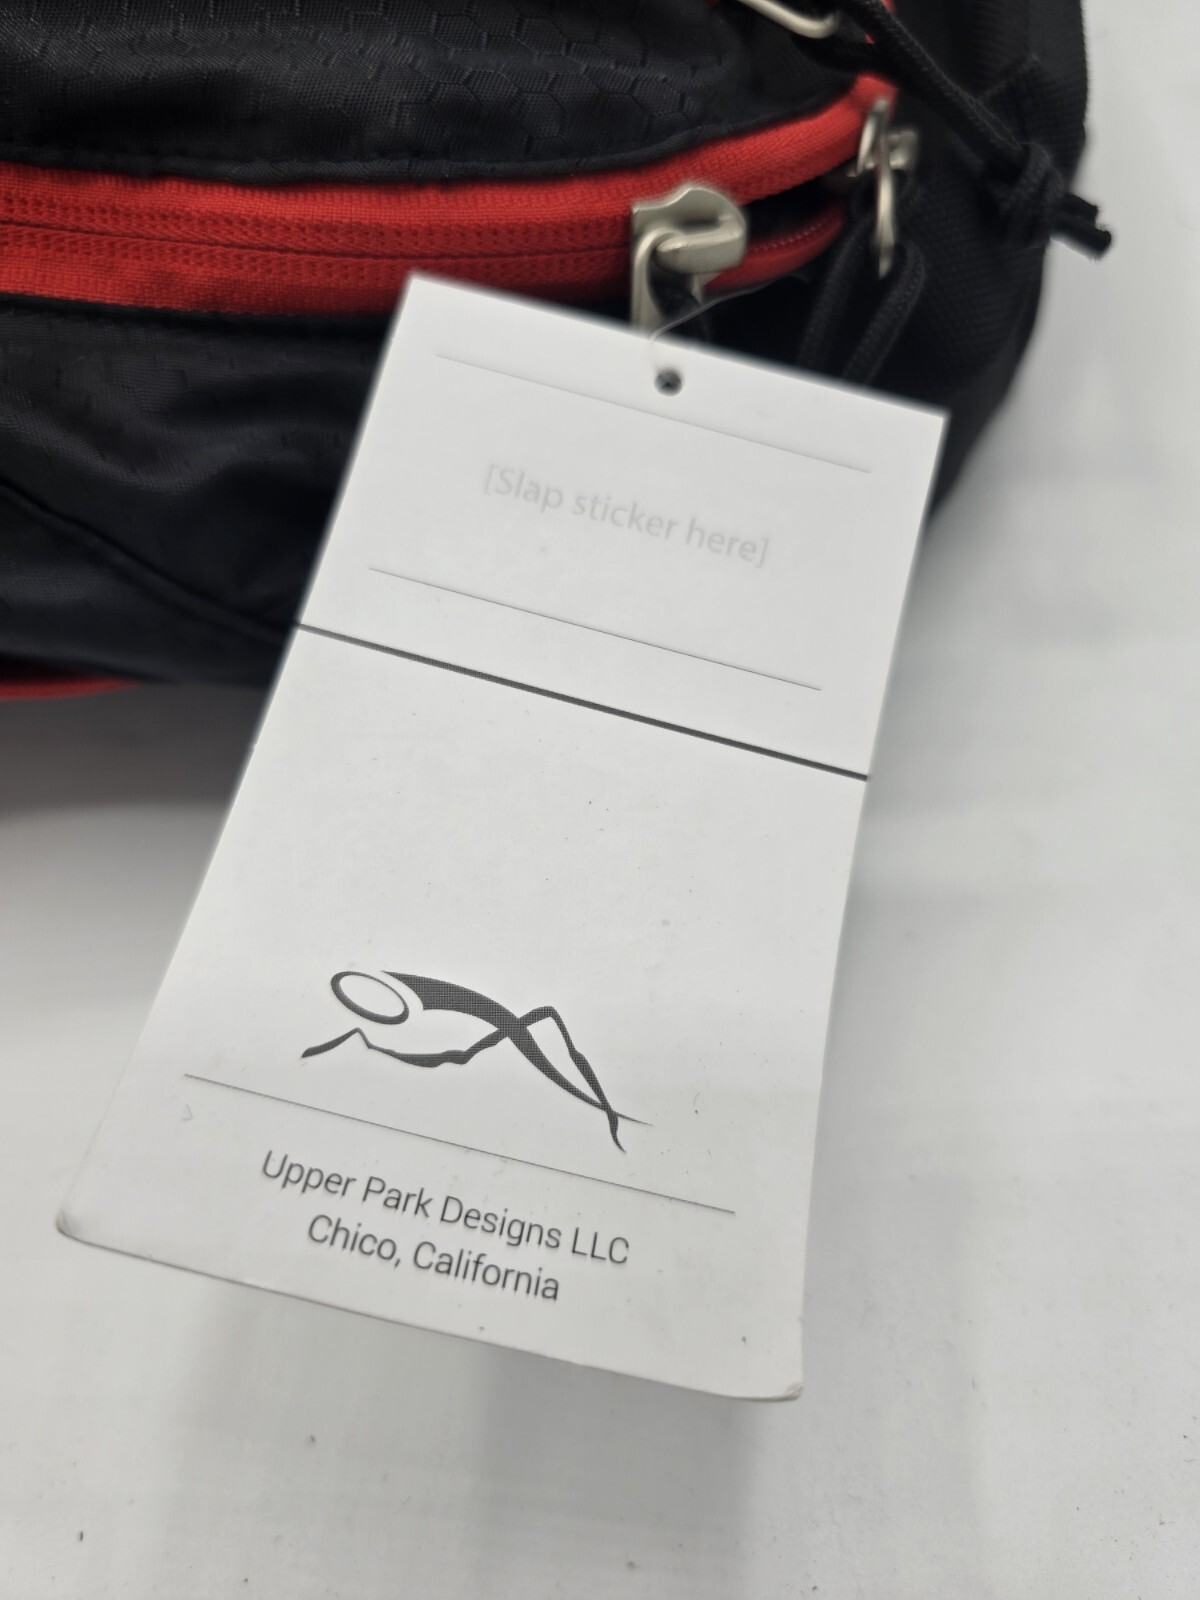 [Slap sticker here]
Upper Park Designs LLC
Chico, California